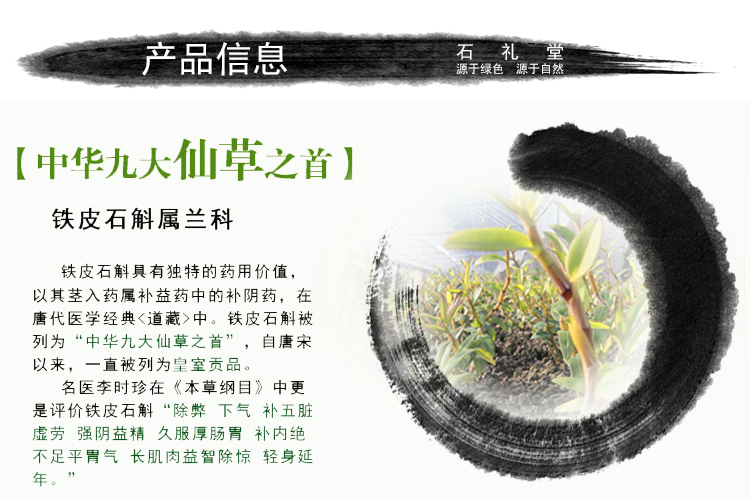 产品信息
石礼堂
源于绿色 源于自然
【中华九大仙草之首】
铁皮石斛属兰科
铁皮石斛具有独特的药用价值，
以其茎入药属补益药中的补阴药，在
唐代医学经典<道藏>中。铁皮石斛被
列为“中华九大仙草之首”，自唐宋
以来，一直被列为皇室贡品。
名医李时珍在《本草纲目》中更
是评价铁皮石斛“除弊 下气 补五脏
虚劳 强阴益精 久服厚肠胃 补内绝
不足平胃气 长肌肉益智除惊 轻身延
年。”